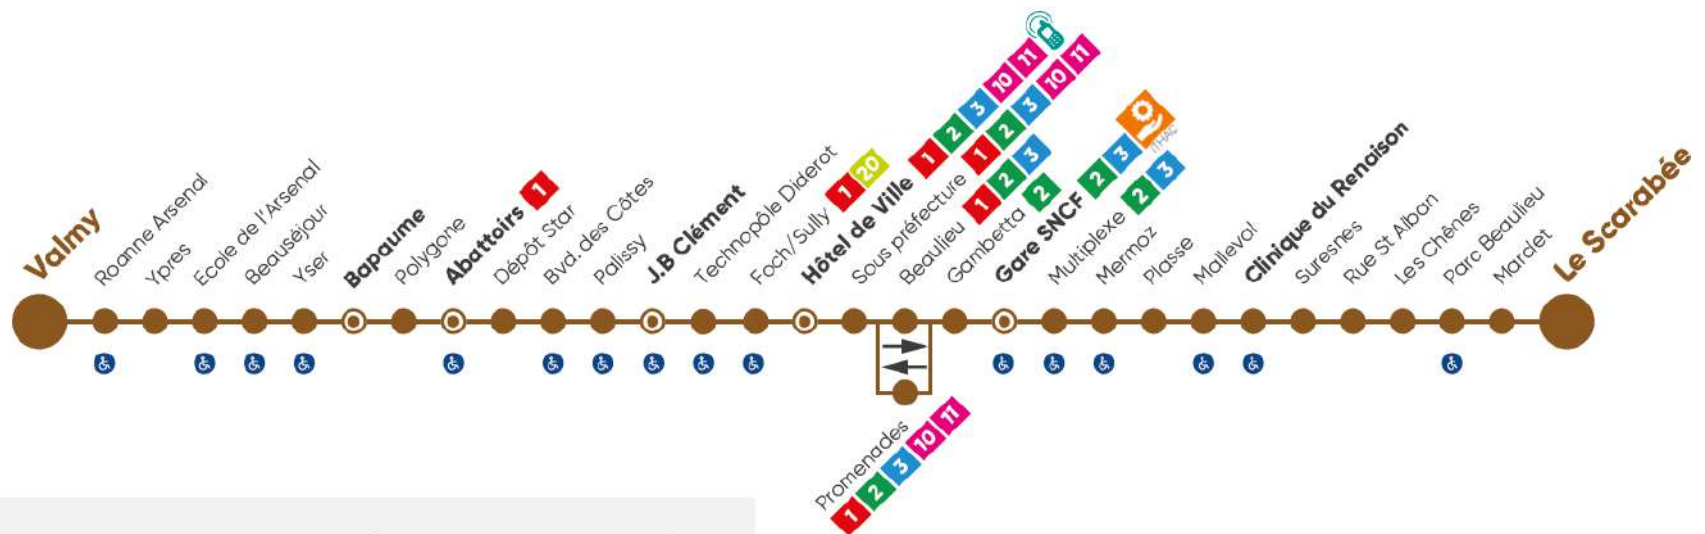 Valmy
Roanne Arsenal
Ypres
Ecole de l'Arsenal
Beauséjour
Yser
Bapaume
Polygone
Abattoirs 1
Dépôt Star
Bvd. des Côtes
Palissy
J.B Clément
Technopôle Diderot
Foch/Sully 1 20
Hôtel de Ville 1 2 3 10 11
Sous préfecture 1 2 3 10 11
Beaulieu 1 2 3
Gambetta 2
Gare SNCF 2 3
ITHAC
Multiplexe 2 3
Mermoz
Plasse
Mallevol
Clinique du Renaison
Suresnes
Rue St Alban
Les Chênes
Parc Beaulieu
Mardet
Le Scarabée
Promenades
1 2 3 10 11